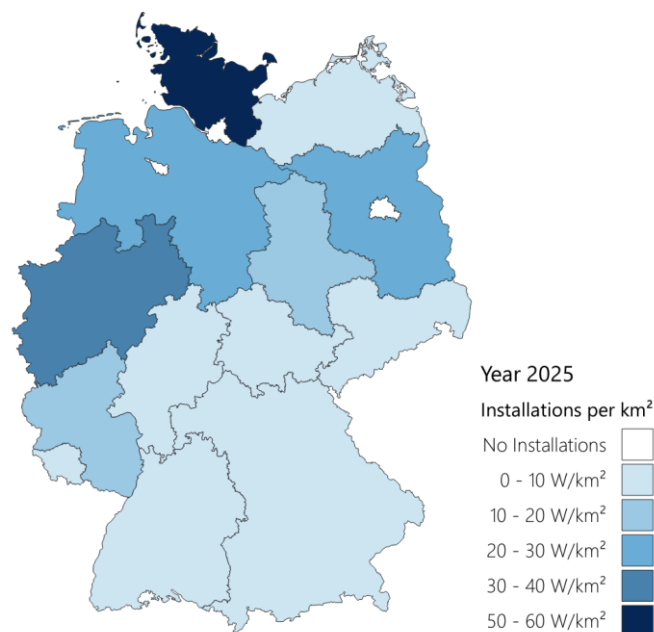 Year 2025
Installations per km²
No Installations
0 - 10 W/km²
10 - 20 W/km²
20 - 30 W/km²
30 - 40 W/km²
50 - 60 W/km²